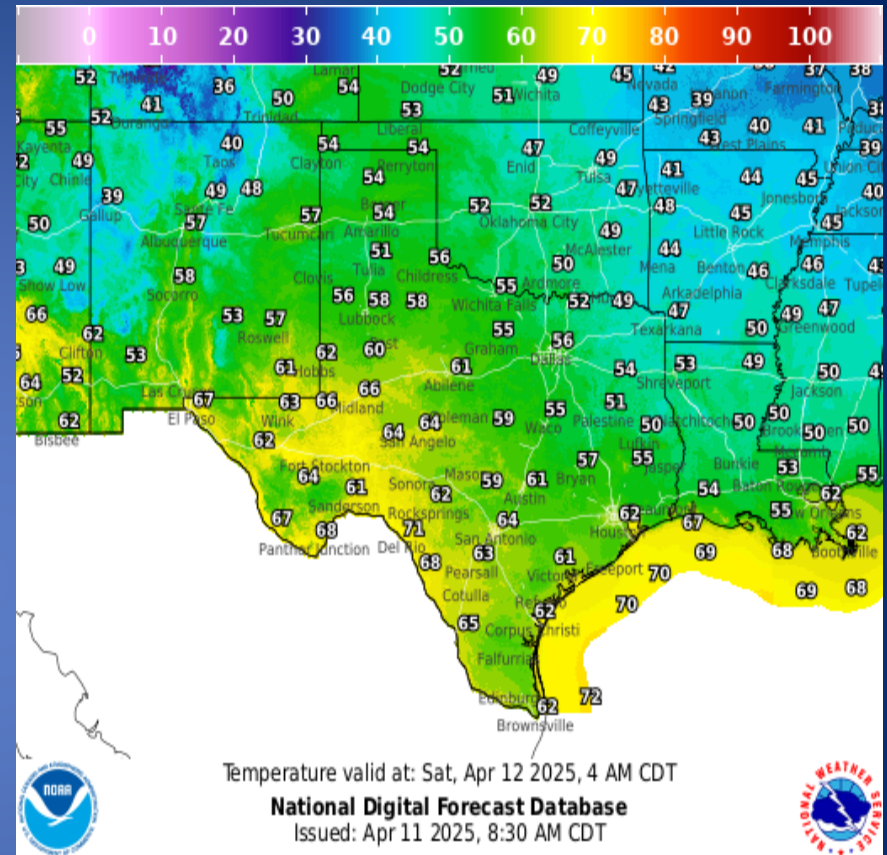 0 10 20 30 40 50 60 70 80 90 100
52 36 Lamar 54 52 Dodge City 51 Wichita 49 45 42 Nevada 37 Farmington 38
41 Durango 52 50 Trinidad 53 Liberal Coffeyville 43 39 Springfield
55 Kayenta 40 Taos 54 Clayton 54 Perryton 47 Enid 49 Tulsa 43 West Plains 40 41 39 Union City
49 Chinle 39 Gallup 49 Santa Fe 48 54 47 41 44 45 Jonesboro 40 Jackson
50 57 Albuquerque 57 Tucumcari 54 Amarillo 52 52 Oklahoma City 49 McAlester 48 45 Little Rock 45 Memphis
49 Show Low 58 Socorro Clovis 51 Tulia 56 Childress 50 Ardmore 44 Mena Benton 46 46 Clarksdale
66 62 Clifton 53 57 Roswell 56 58 Lubbock 58 55 Wichita Falls 52 49 Arkadelphia 47 Texarkana 50 49 47 Greenwood
64 52 53 61 Hobbs 62 60 61 Abilene 55 Graham 56 Dallas 54 53 Shreveport 49 50 Jackson
62 Bisbee Las Cruces 67 El Paso 63 Wink 66 66 Midland 64 64 San Angelo Coleman 59 55 Waco 51 Palestine 50 Lufkin Natchitoches 50 50 Brookhaven 50 50
62 Fort Stockton 64 61 Sanderson Sonora 62 Mason 59 61 Austin 57 Bryan 55 Jasper Bunkie 53 Mccomb 55
67 68 Panther Junction Rocksprings 71 Del Rio 64 San Antonio 62 Houston Beaumont 67 54 Baton Rouge 55 62 New Orleans
68 63 Pearsall 61 Victoria Freeport 70 69 68 62 Boothville
Cotulla 65 Refugio 62 Corpus Christi 70 69 68
Falfurrias
Edinburg 62 72
Brownsville
Temperature valid at: Sat, Apr 12 2025, 4 AM CDT
National Digital Forecast Database
Issued: Apr 11 2025, 8:30 AM CDT
NOAA
NATIONAL WEATHER SERVICE